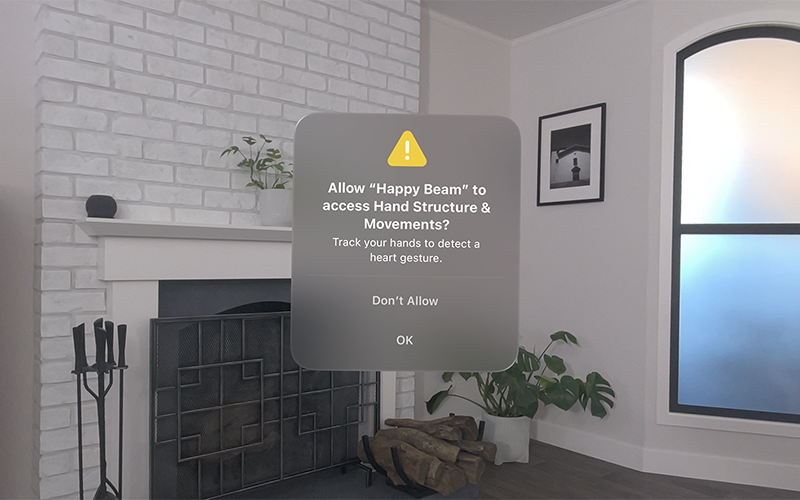 Allow “Happy Beam” to
access Hand Structure &
Movements?
Track your hands to detect a
heart gesture.
Don’t Allow
OK